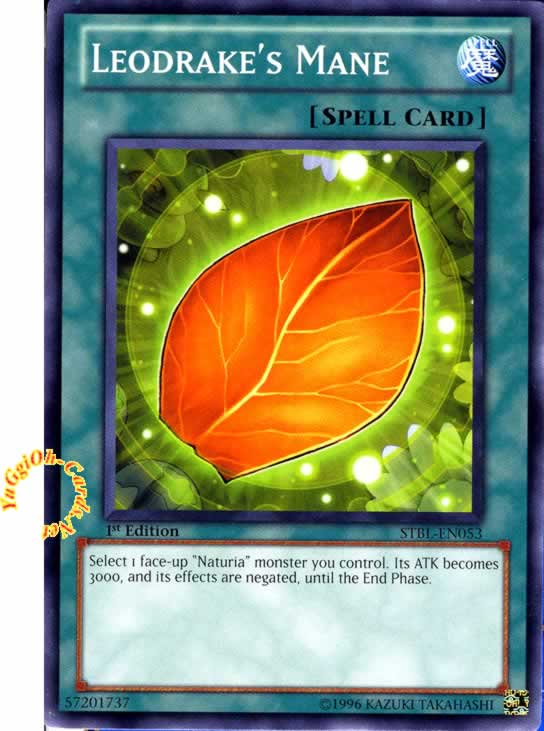 Leodrake's Mane
魔
[Spell Card]
YuGgiOh-Cards.Net
1st Edition
STBL-EN053
Select 1 face-up "Naturia" monster you control. Its ATK becomes
3000, and its effects are negated, until the End Phase.
57201737
©1996 KAZUKI TAKAHASHI